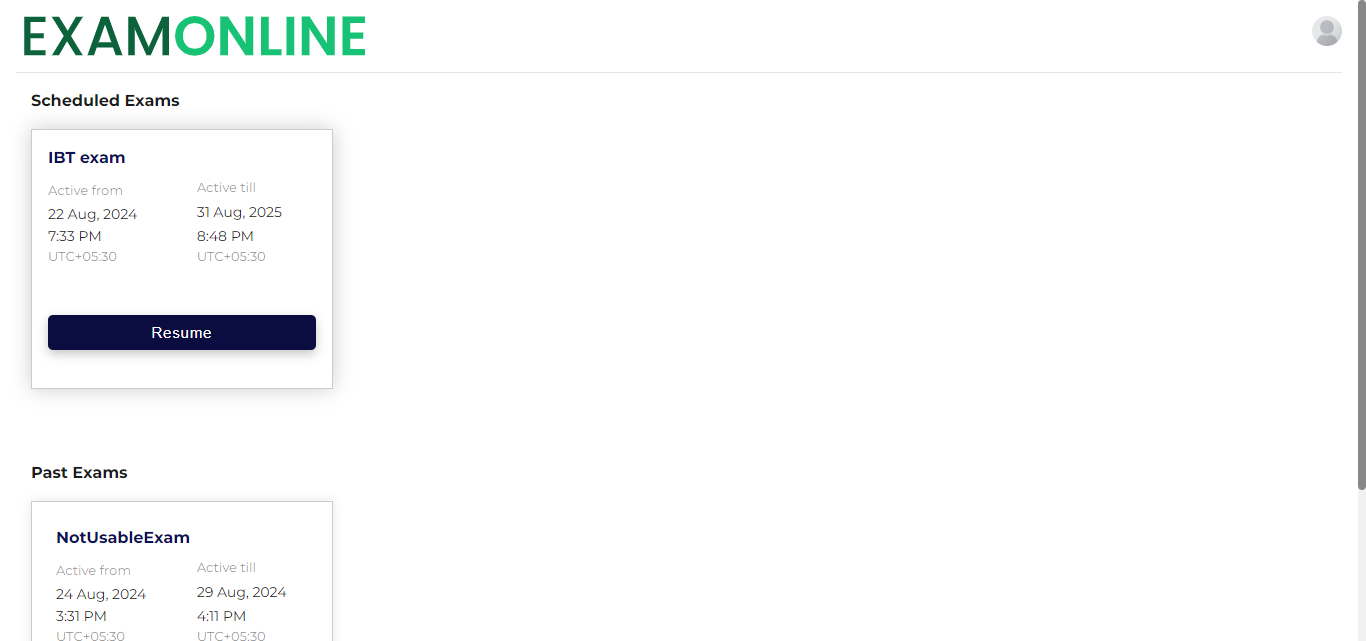 EXAMONLINE
Scheduled Exams
IBT exam
Active from
Active till
22 Aug, 2024
31 Aug, 2025
7:33 PM
8:48 PM
UTC+05:30
UTC+05:30
Resume
Past Exams
NotUsableExam
Active from
Active till
24 Aug, 2024
29 Aug, 2024
3:31 PM
4:11 PM
UTC+05:30
UTC+05:30